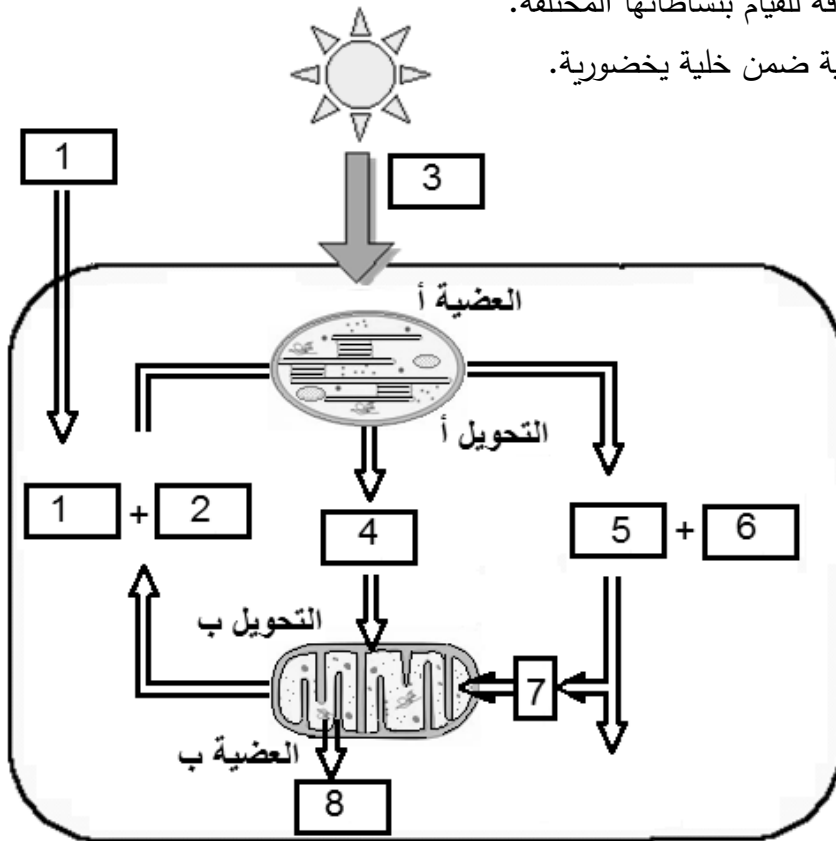 للقيام بنشاطاتها المختلفة.
ية ضمن خلية يخضورية.
1
3
العضية أ
التحويل أ
1 + 2
4
5 + 6
التحويل ب
7
العضية ب
8